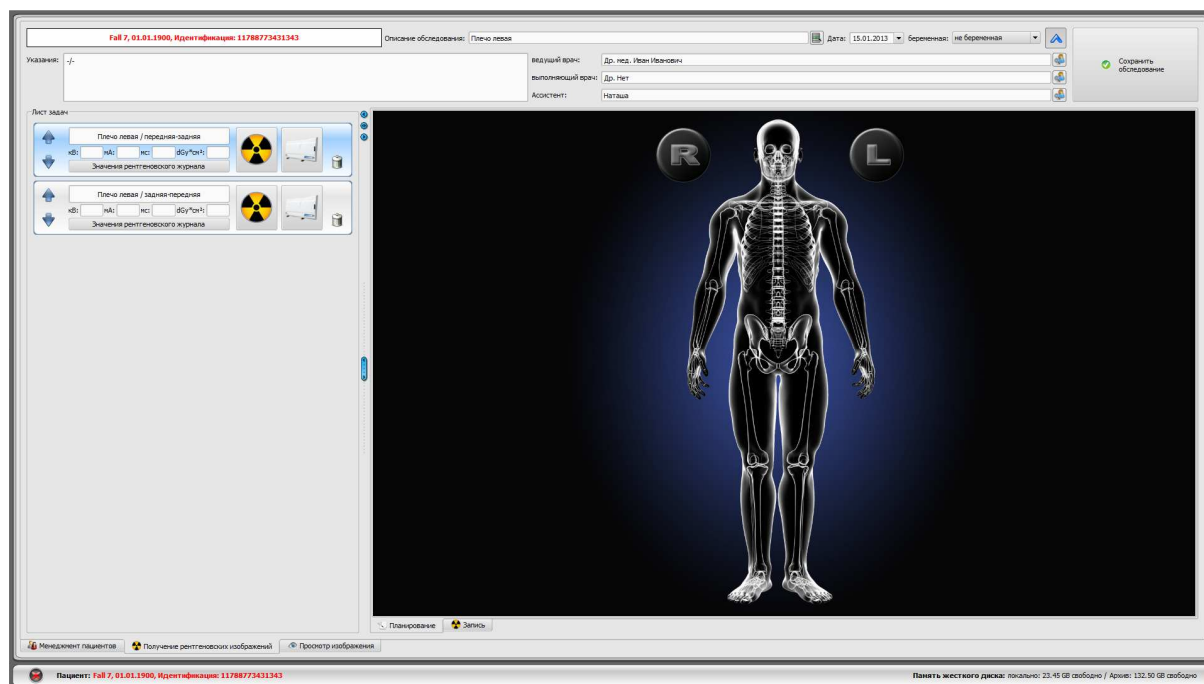 Fall 7, 01.01.1900, Идентификация: 11788773431343
Описание обследования: Плечо левая
Дата: 15.01.2013
беременная: не беременная
Сохранить
обследование
Указания: -/-
ведущий врач: Др. мед. Иван Иванович
выполняющий врач: Др. Нет
Ассистент: Наташа
Лист задач
Плечо левая / передняя-задняя
кВ: мА: мс: dGy*см²:
Значения рентгеновского журнала
Плечо левая / задняя-передняя
кВ: мА: мс: dGy*см²:
Значения рентгеновского журнала
R
L
Планирование
Запись
Менеджмент пациентов
Получение рентгеновских изображений
Просмотр изображения
Пациент: Fall 7, 01.01.1900, Идентификация: 11788773431343
Память жесткого диска: локально: 23.45 GB свободно / Архив: 132.50 GB свободно